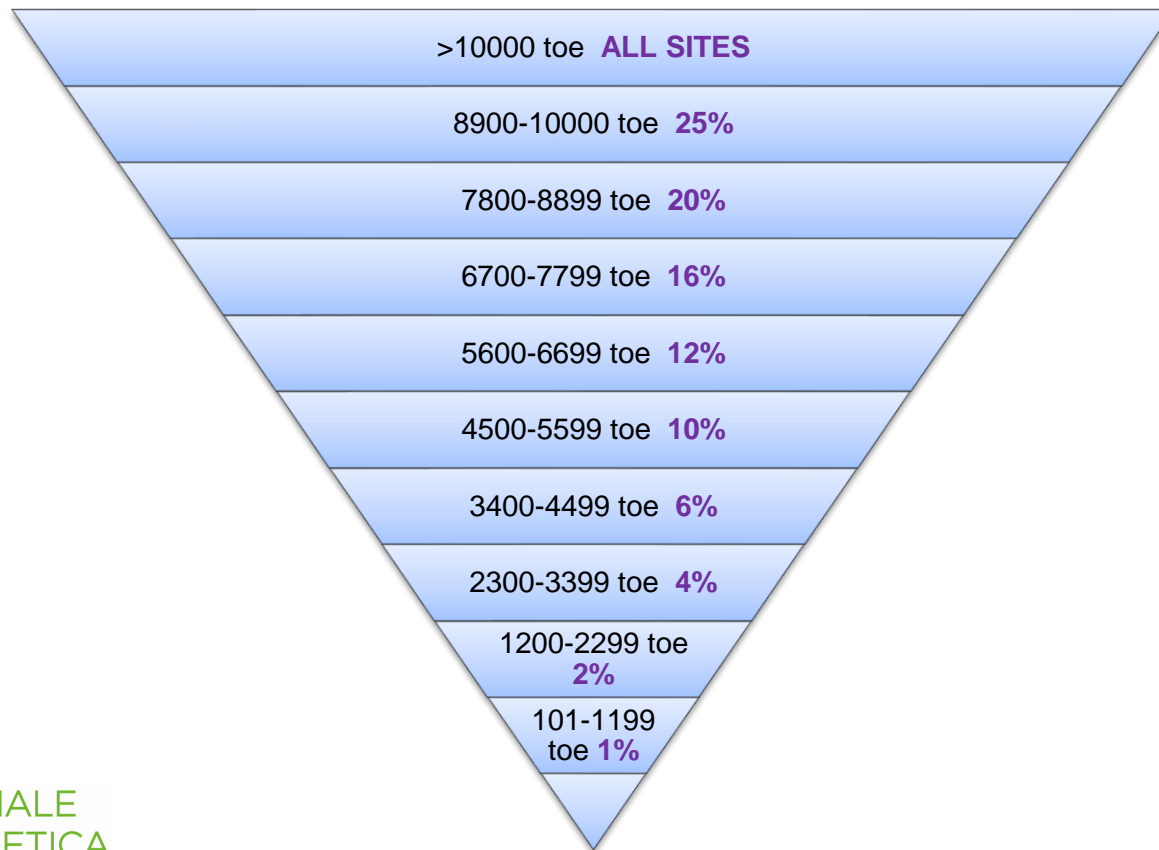 >10000 toe ALL SITES
8900-10000 toe 25%
7800-8899 toe 20%
6700-7799 toe 16%
5600-6699 toe 12%
4500-5599 toe 10%
3400-4499 toe 6%
2300-3399 toe 4%
1200-2299 toe
2%
101-1199
toe 1%